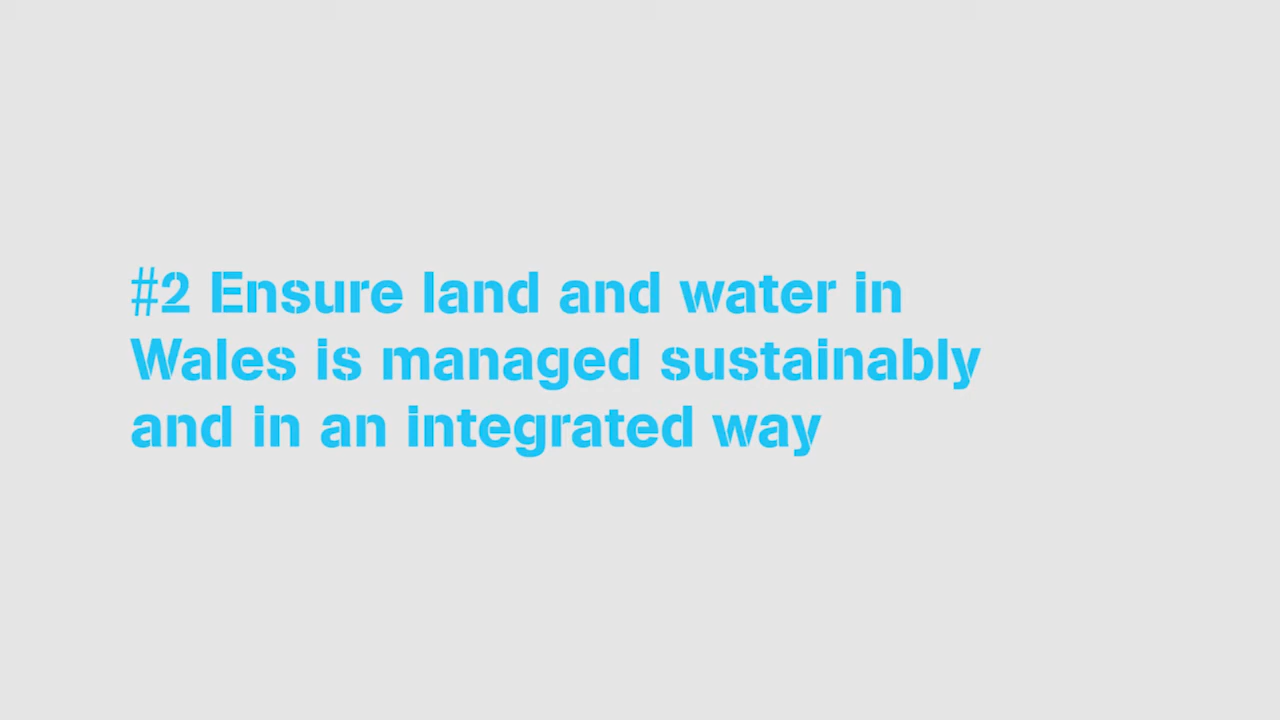 #2 Ensure land and water in
Wales is managed sustainably
and in an integrated way